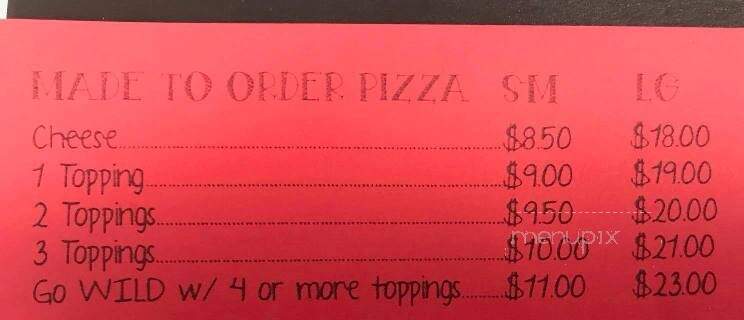 MADE TO ORDER PIZZA SM LG
Cheese........$8.50 $18.00
1 Topping........$9.00 $19.00
2 Toppings........$9.50 $20.00
menupix
3 Toppings........$10.00 $21.00
Go WILD w/ 4 or more toppings........$11.00 $23.00